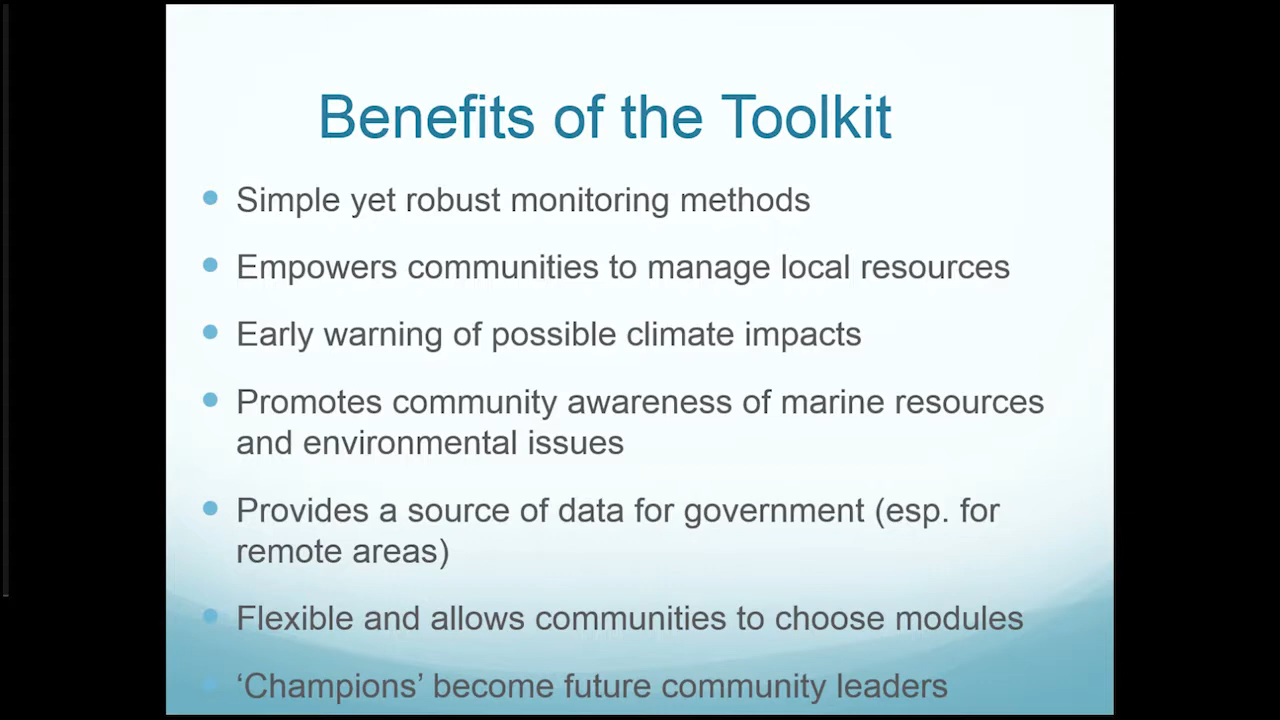 Benefits of the Toolkit
Simple yet robust monitoring methods
Empowers communities to manage local resources
Early warning of possible climate impacts
Promotes community awareness of marine resources
and environmental issues
Provides a source of data for government (esp. for
remote areas)
Flexible and allows communities to choose modules
‘Champions’ become future community leaders